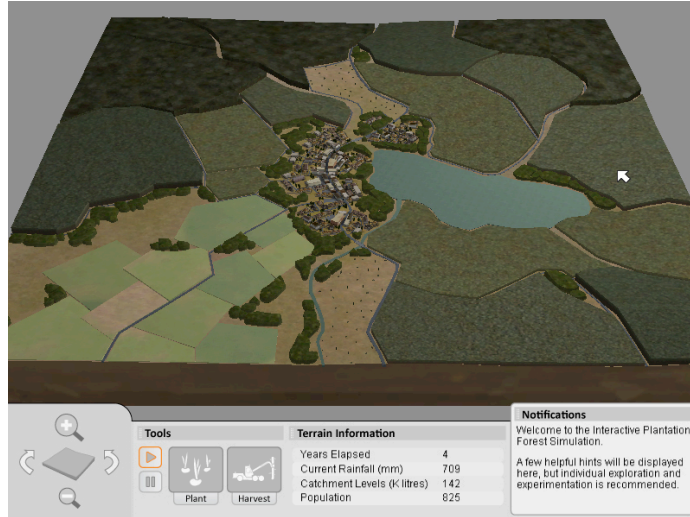 Tools
Plant
Harvest
Terrain Information
Years Elapsed 4
Current Rainfall (mm) 709
Catchment Levels (K litres) 142
Population 825
Notifications
Welcome to the Interactive Plantation
Forest Simulation.
A few helpful hints will be displayed
here, but individual exploration and
experimentation is recommended.